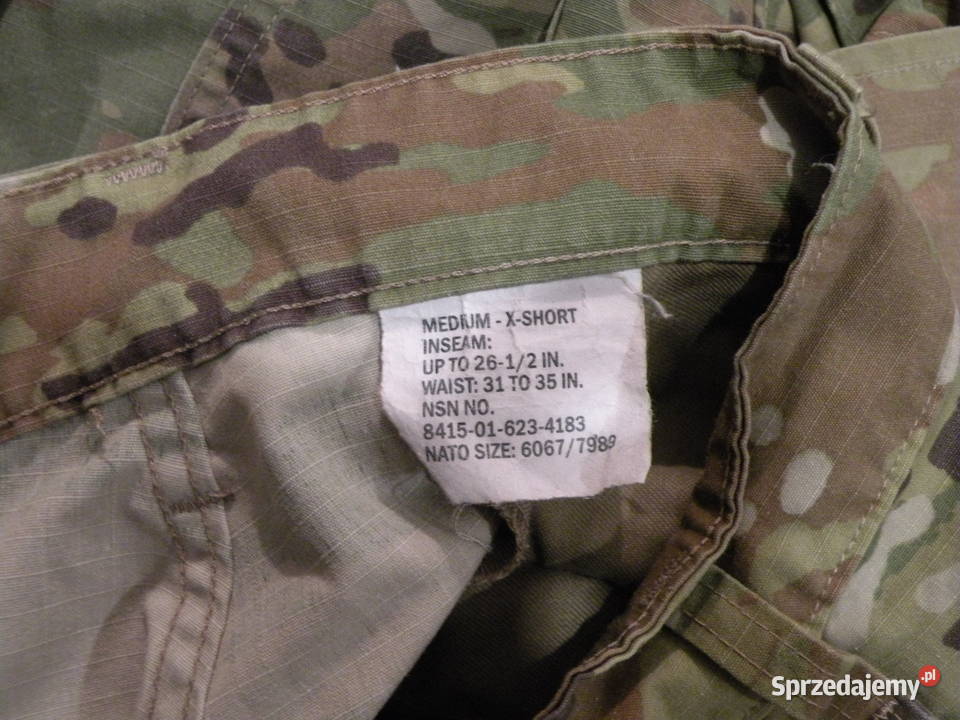 MEDIUM - X-SHORT
INSEAM:
UP TO 26-1/2 IN.
WAIST: 31 TO 35 IN.
NSN NO.
8415-01-623-4183
NATO SIZE: 6067/7989
Sprzedajemy.pl